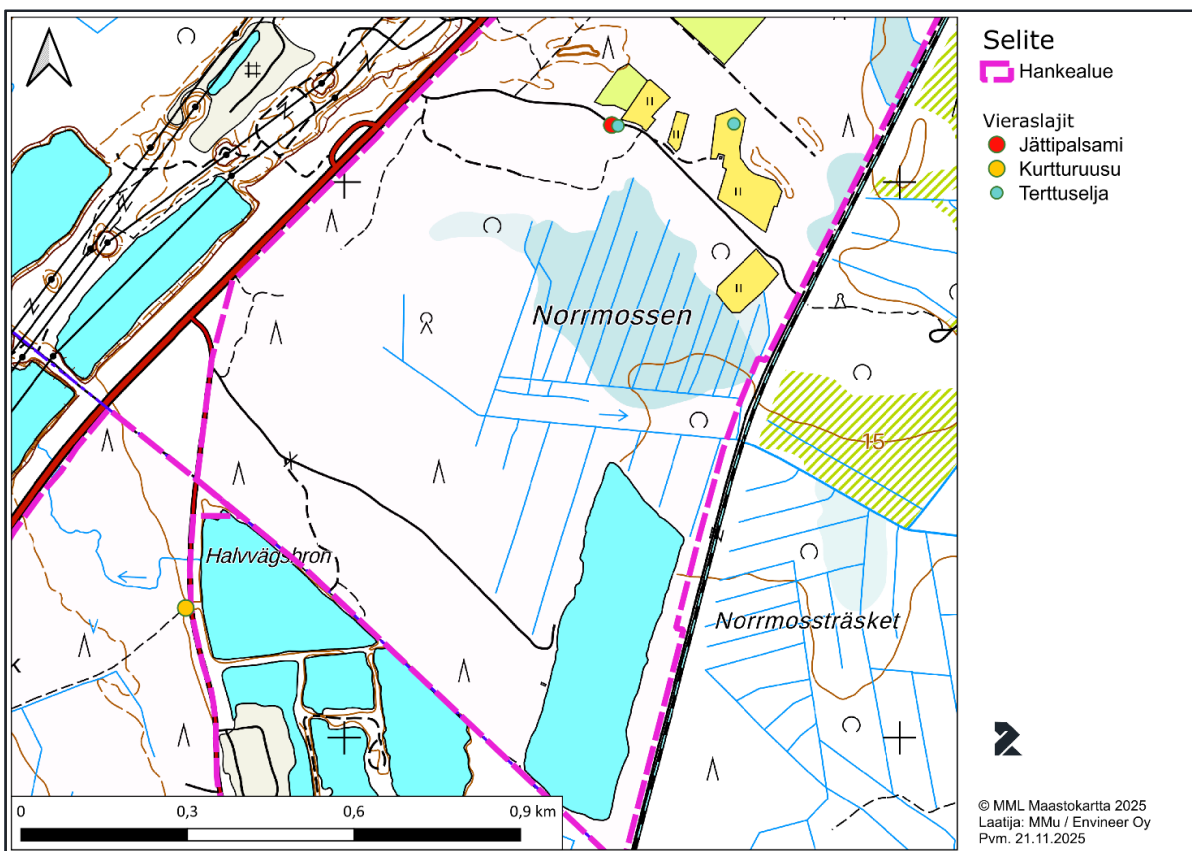 Selite
Hankealue
Vieraslajit
Jättipalsami
Kurtturuusu
Terttuselja
Norrmossen
15
Halvvägsbron
Norrmossträsket
k
0 0,3 0,6 0,9 km
© MML Maastokartta 2025
Laatija: MMu / Envineer Oy
Pvm. 21.11.2025